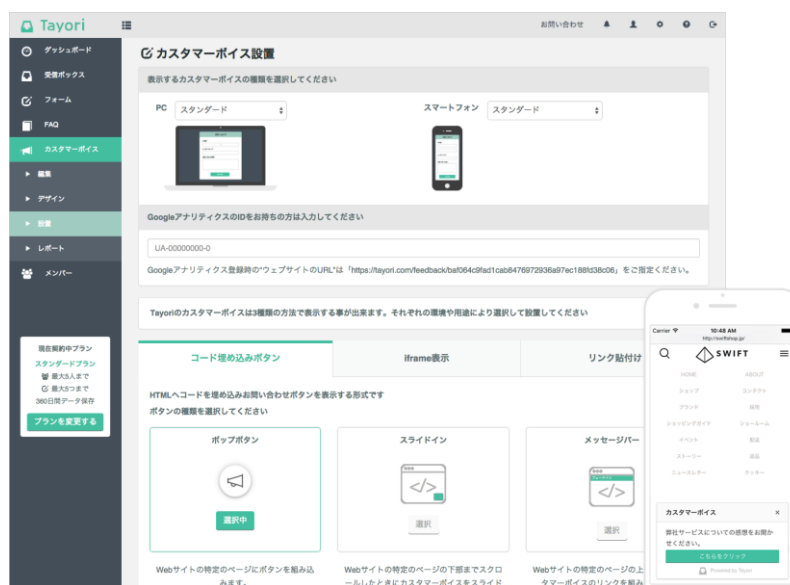 Tayori
お問い合わせ
ダッシュボード
受信ボックス
フォーム
FAQ
カスタマーボイス
編集
デザイン
設置
レポート
メンバー
現在契約中プラン
スタンダードプラン
最大5人まで
最大5つまで
360日間データ保存
プランを変更する
カスタマーボイス設置
表示するカスタマーボイスの種類を選択してください
PC スタンダード
スマートフォン スタンダード
GoogleアナリティクスのIDをお持ちの方は入力してください
UA-00000000-0
Googleアナリティクス登録時の"ウェブサイトのURL"は「https://tayori.com/feedback/baf064c9fad1cab6476972936a97ec188fd38c06」をご指定ください。
Tayoriのカスタマーボイスは3種類の方法で表示する事が出来ます。それぞれの環境や用途により選択して設置してください
コード埋め込みボタン
iframe表示
リンク貼付け
HTMLへコードを埋め込みお問い合わせボタンを表示する形式です
ボタンの種類を選択してください
ポップボタン
選択中
Webサイトの特定のページにボタンを組み込
みます。
スライドイン
選択
Webサイトの特定のページの下部までスクロ
ールしたときにカスタマーボイスをスライド
メッセージバー
選択
Webサイトの特定のページの上
タマーボイスのリンクを組み
Carrier 10:48 AM
http://swiftshop.jp/
SWIFT
HOME
ABOUT
ショップ
コンタクト
ブランド
採用
ショッピングガイド
ショールーム
イベント
配送
ストーリー
返品
ニュースレター
クッキー
カスタマーボイス ×
弊社サービスについての感想をお聞か
せください。
こちらをクリック
Powered by Tayori